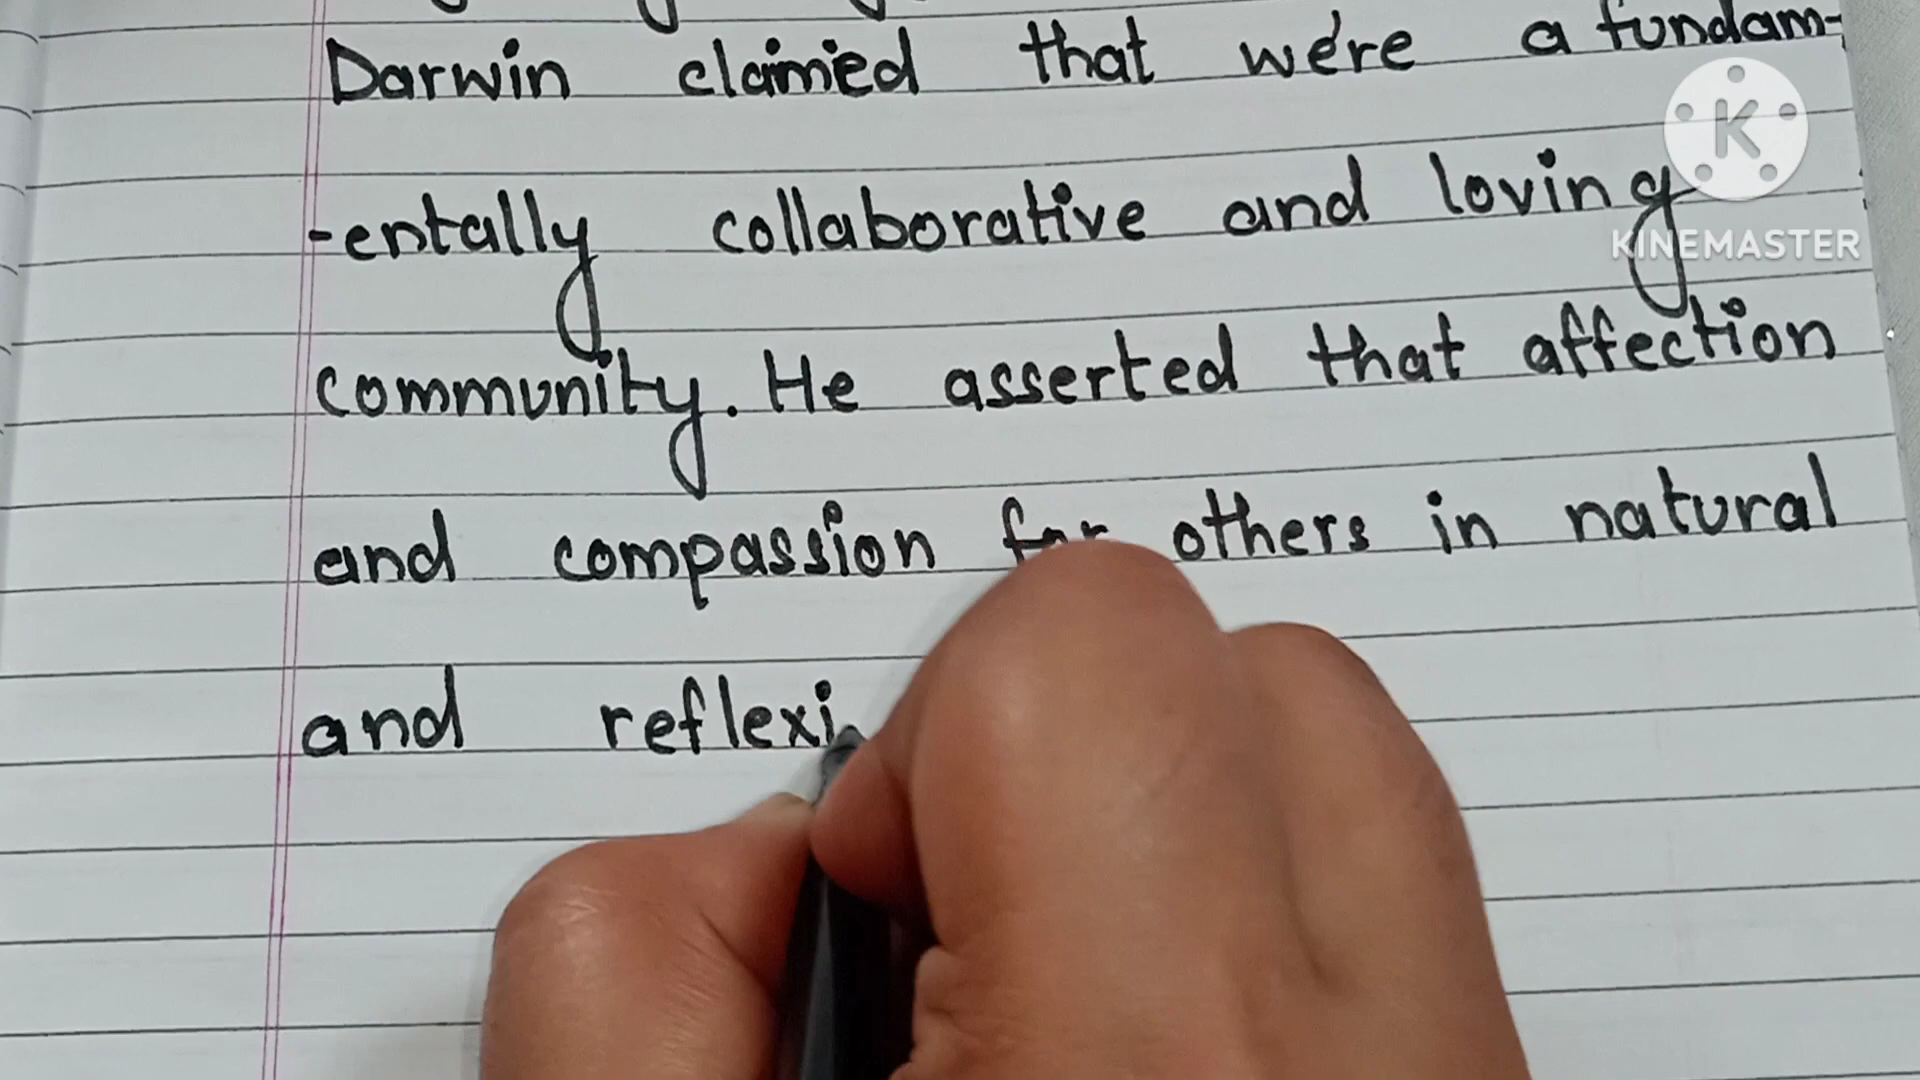 Darwin claimed that we're a fundam-
-entally collaborative and loving
community. He asserted that affection
and compassion for others in natural
and reflexi
K
KINEMASTER